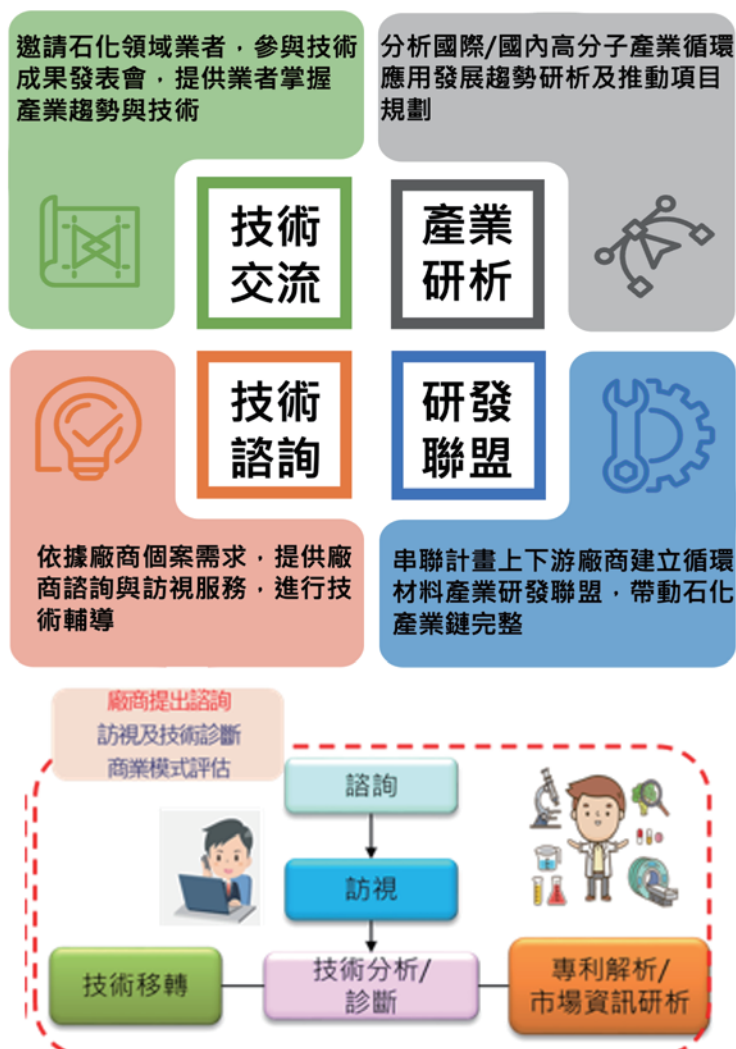 邀請石化領域業者，參與技術
成果發表會，提供業者掌握
產業趨勢與技術
分析國際/國內高分子產業循環
應用發展趨勢研析及推動項目
規劃
技術
交流
產業
研析
技術
諮詢
研發
聯盟
依據廠商個案需求，提供廠
商諮詢與訪視服務，進行技
術輔導
串聯計畫上下游廠商建立循環
材料產業研發聯盟，帶動石化
產業鏈完整
廠商提出諮詢
訪視及技術診斷
商業模式評估
諮詢
訪視
技術移轉
技術分析/
診斷
專利解析/
市場資訊研析